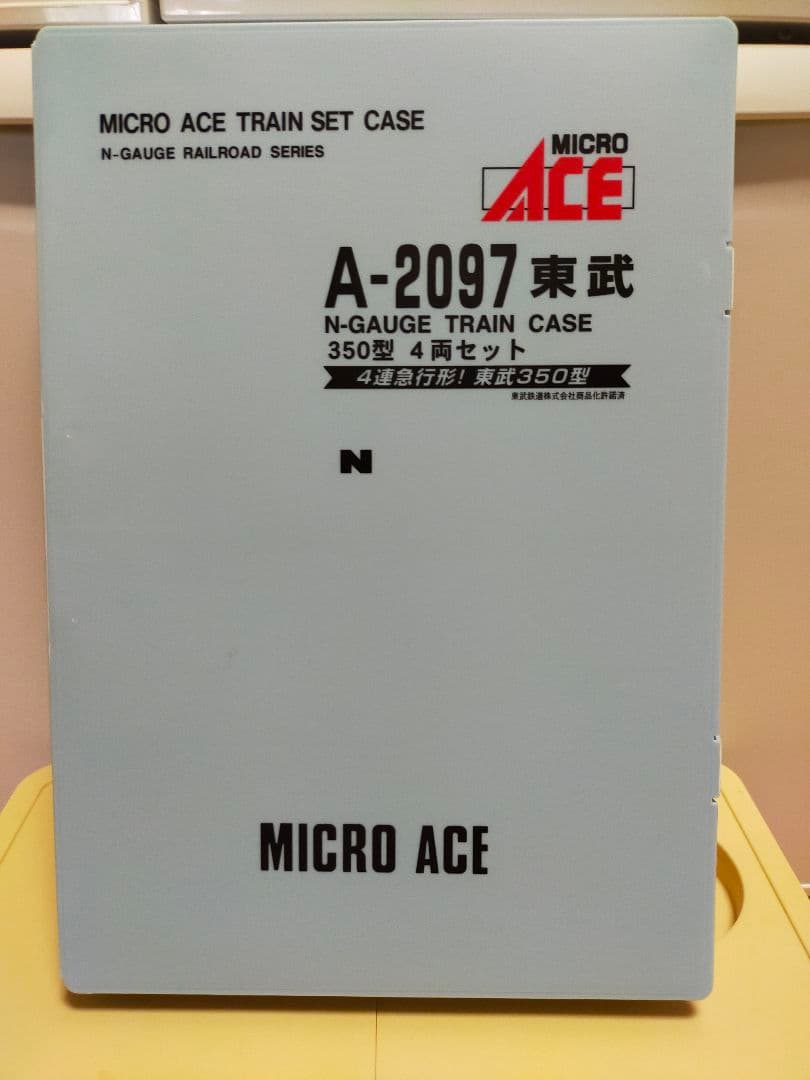 MICRO ACE TRAIN SET CASE
N-GAUGE RAILROAD SERIES
MICRO
ACE
A-2097 東武
N-GAUGE TRAIN CASE
350型 4両セット
4連急行形! 東武350型
東武鉄道株式会社商品化許諾済
N
MICRO ACE